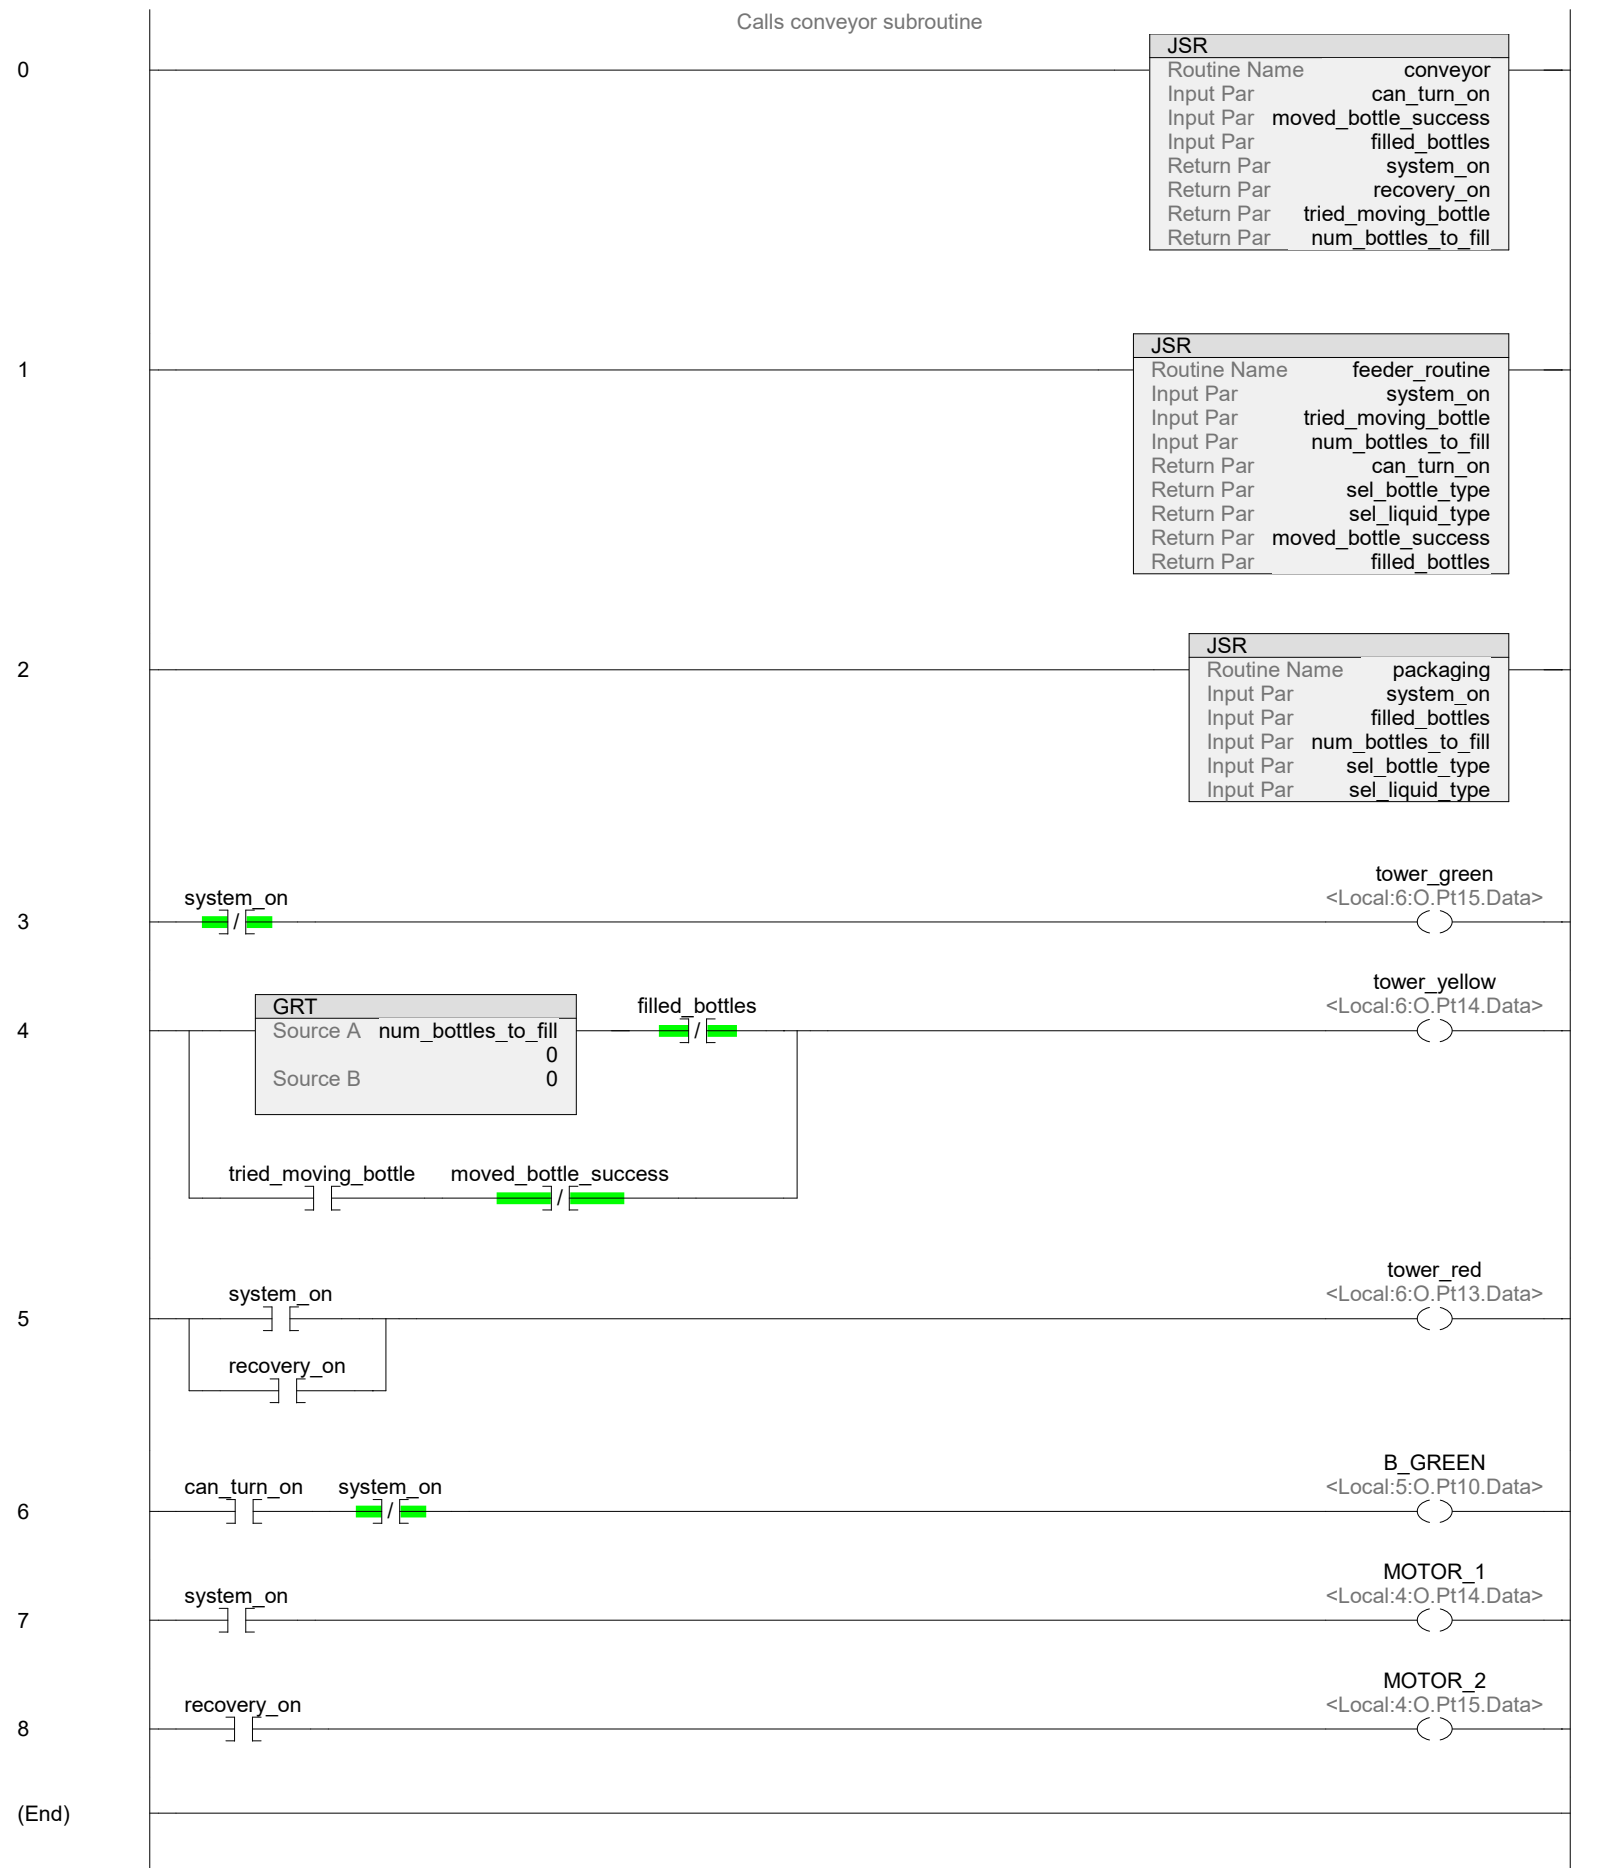 Calls conveyor subroutine
0
JSR
Routine Name conveyor
Input Par can_turn_on
Input Par moved_bottle_success
Input Par filled_bottles
Return Par system_on
Return Par recovery_on
Return Par tried_moving_bottle
Return Par num_bottles_to_fill
1
JSR
Routine Name feeder_routine
Input Par system_on
Input Par tried_moving_bottle
Input Par num_bottles_to_fill
Return Par can_turn_on
Return Par sel_bottle_type
Return Par sel_liquid_type
Return Par moved_bottle_success
Return Par filled_bottles
2
JSR
Routine Name packaging
Input Par system_on
Input Par filled_bottles
Input Par num_bottles_to_fill
Input Par sel_bottle_type
Input Par sel_liquid_type
tower_green
system_on <Local:6:O.Pt15.Data>
3 /
tower_yellow
GRT filled_bottles <Local:6:O.Pt14.Data>
4 Source A num_bottles_to_fill /
0
Source B 0
tried_moving_bottle moved_bottle_success
/
tower_red
system_on <Local:6:O.Pt13.Data>
5
recovery_on
B_GREEN
can_turn_on system_on <Local:5:O.Pt10.Data>
6 /
MOTOR_1
system_on <Local:4:O.Pt14.Data>
7
MOTOR_2
recovery_on <Local:4:O.Pt15.Data>
8
(End)